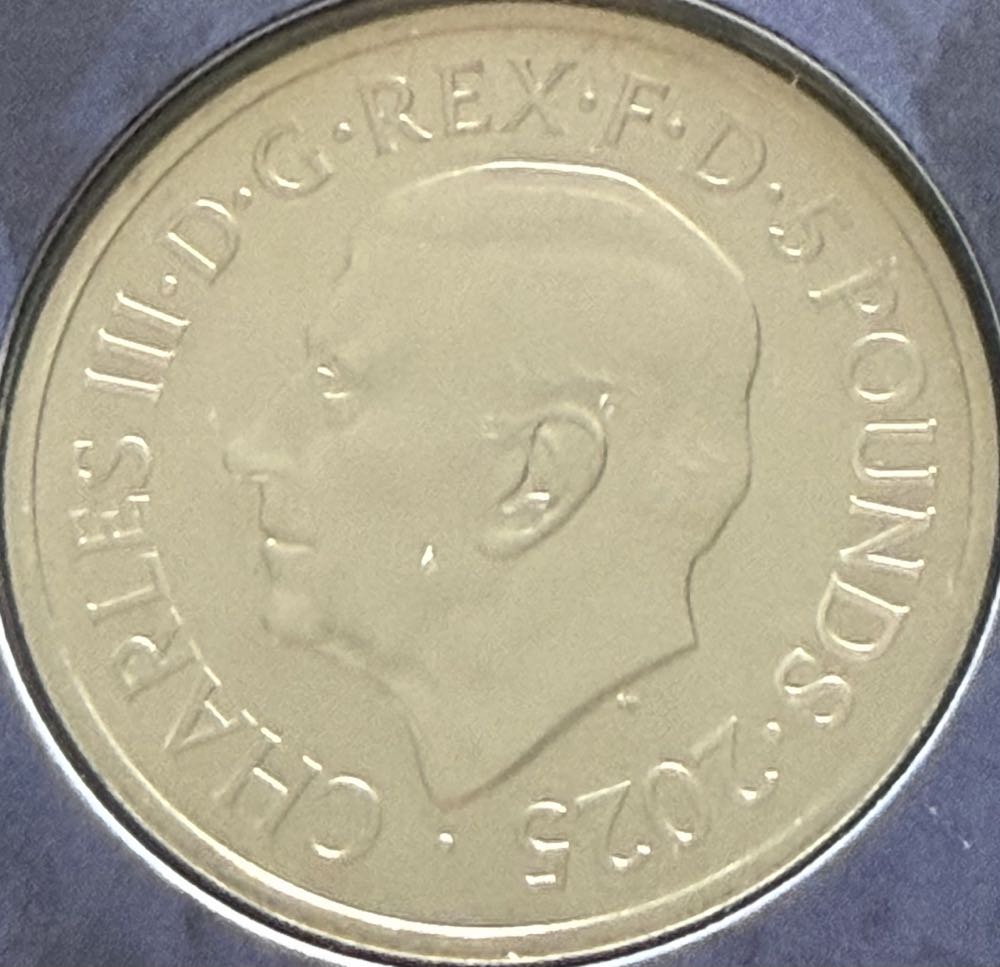 CHARLES III · D · G · REX · F · D · 5 POUNDS · 2025 ·